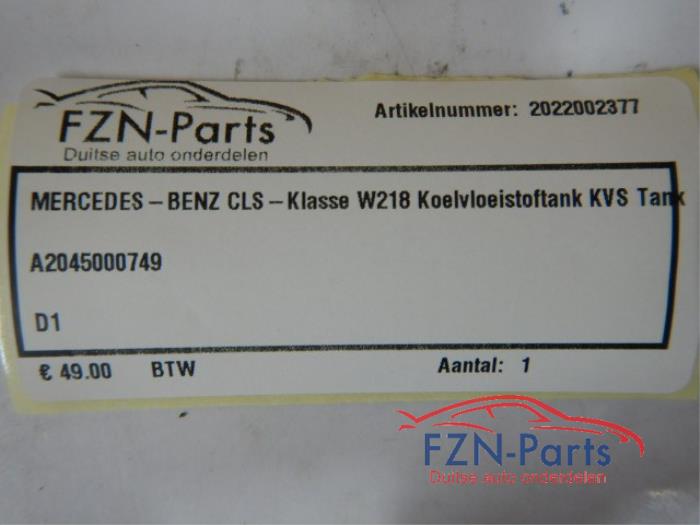 FZN-Parts
Duitse auto onderdelen
Artikelnummer: 2022002377
MERCEDES - BENZ CLS - Klasse W218 Koelvloeistoftank KVS Tank
A2045000749
D1
€ 49.00 BTW Aantal: 1
FZN-Parts
Duitse auto onderdelen